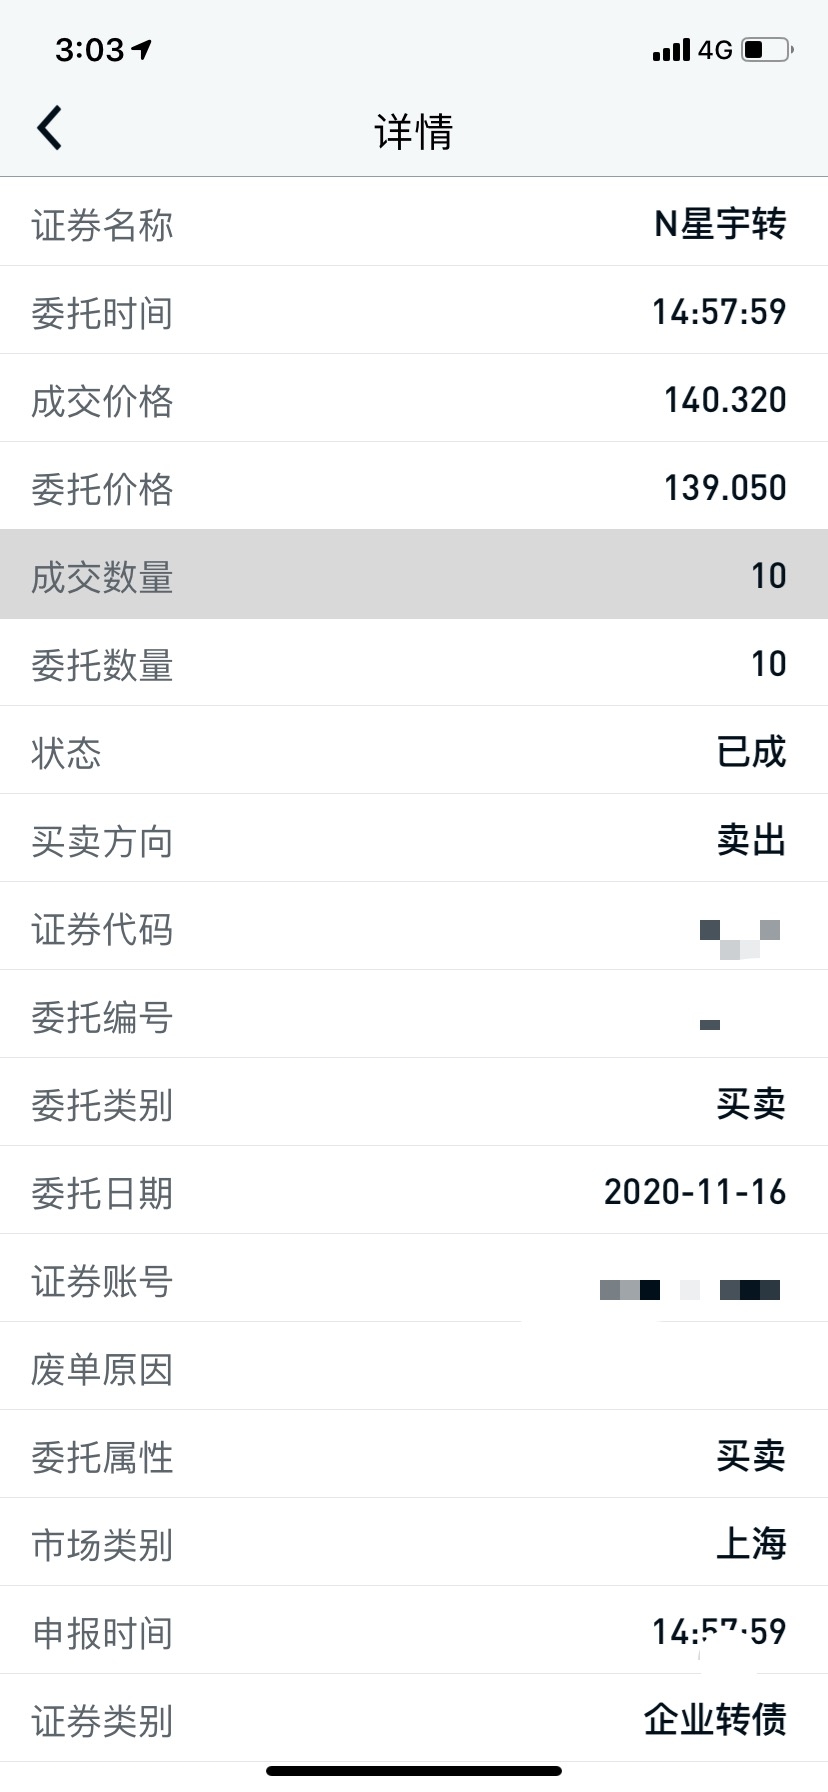 3:03 4G
详情
证券名称 N星宇转
委托时间 14:57:59
成交价格 140.320
委托价格 139.050
成交数量 10
委托数量 10
状态 已成
买卖方向 卖出
证券代码
委托编号
委托类别 买卖
委托日期 2020-11-16
证券账号
废单原因
委托属性 买卖
市场类别 上海
申报时间 14:57:59
证券类别 企业转债